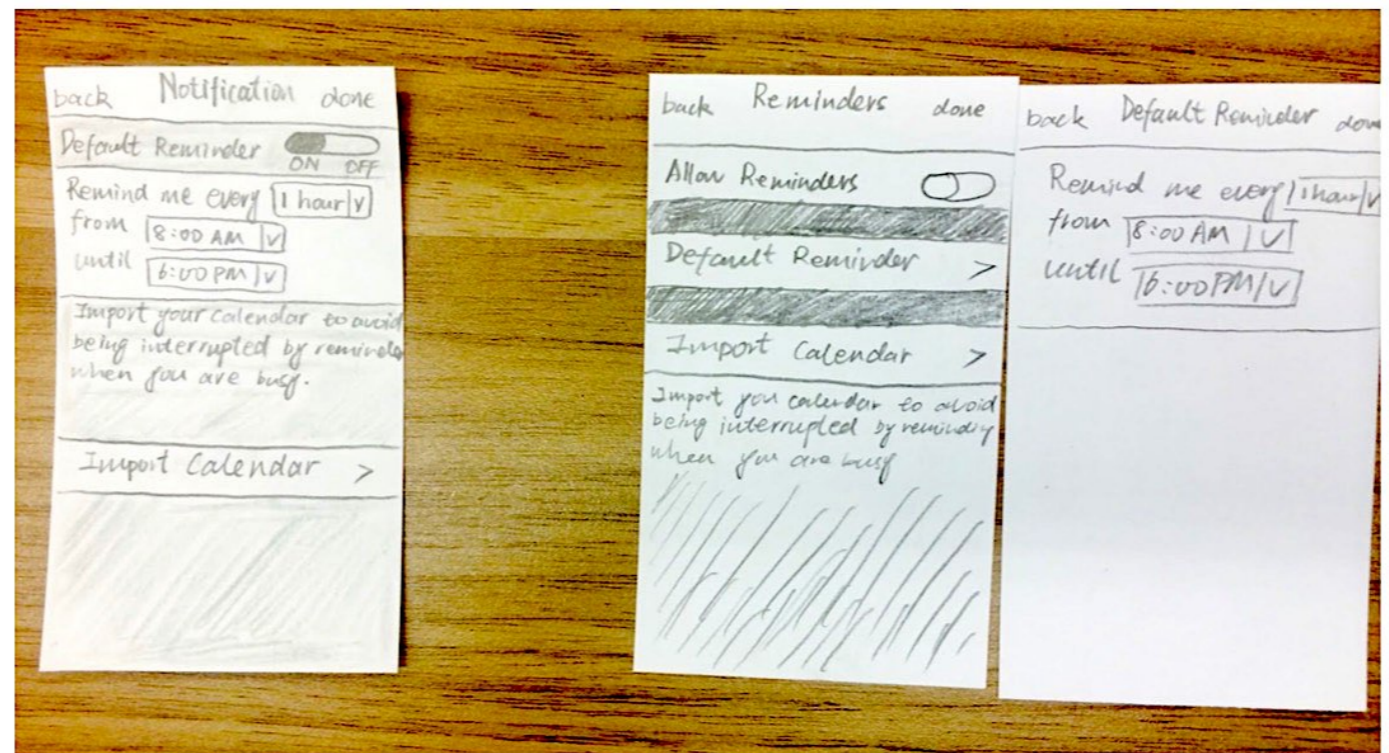 back Notification done
Default Reminder
ON OFF
Remind me every 1 hour v
from 8:00 AM v
until 6:00 PM v
Import your calendar to avoid
being interrupted by reminder
when you are busy.
Import Calendar >
back Reminders done
Allow Reminders
Default Reminder >
Import Calendar >
Import you calendar to avoid
being interrupted by
when you are busy
back Default Reminder
Remind me every 1 hour v
from 8:00 AM v
until 6:00 PM v